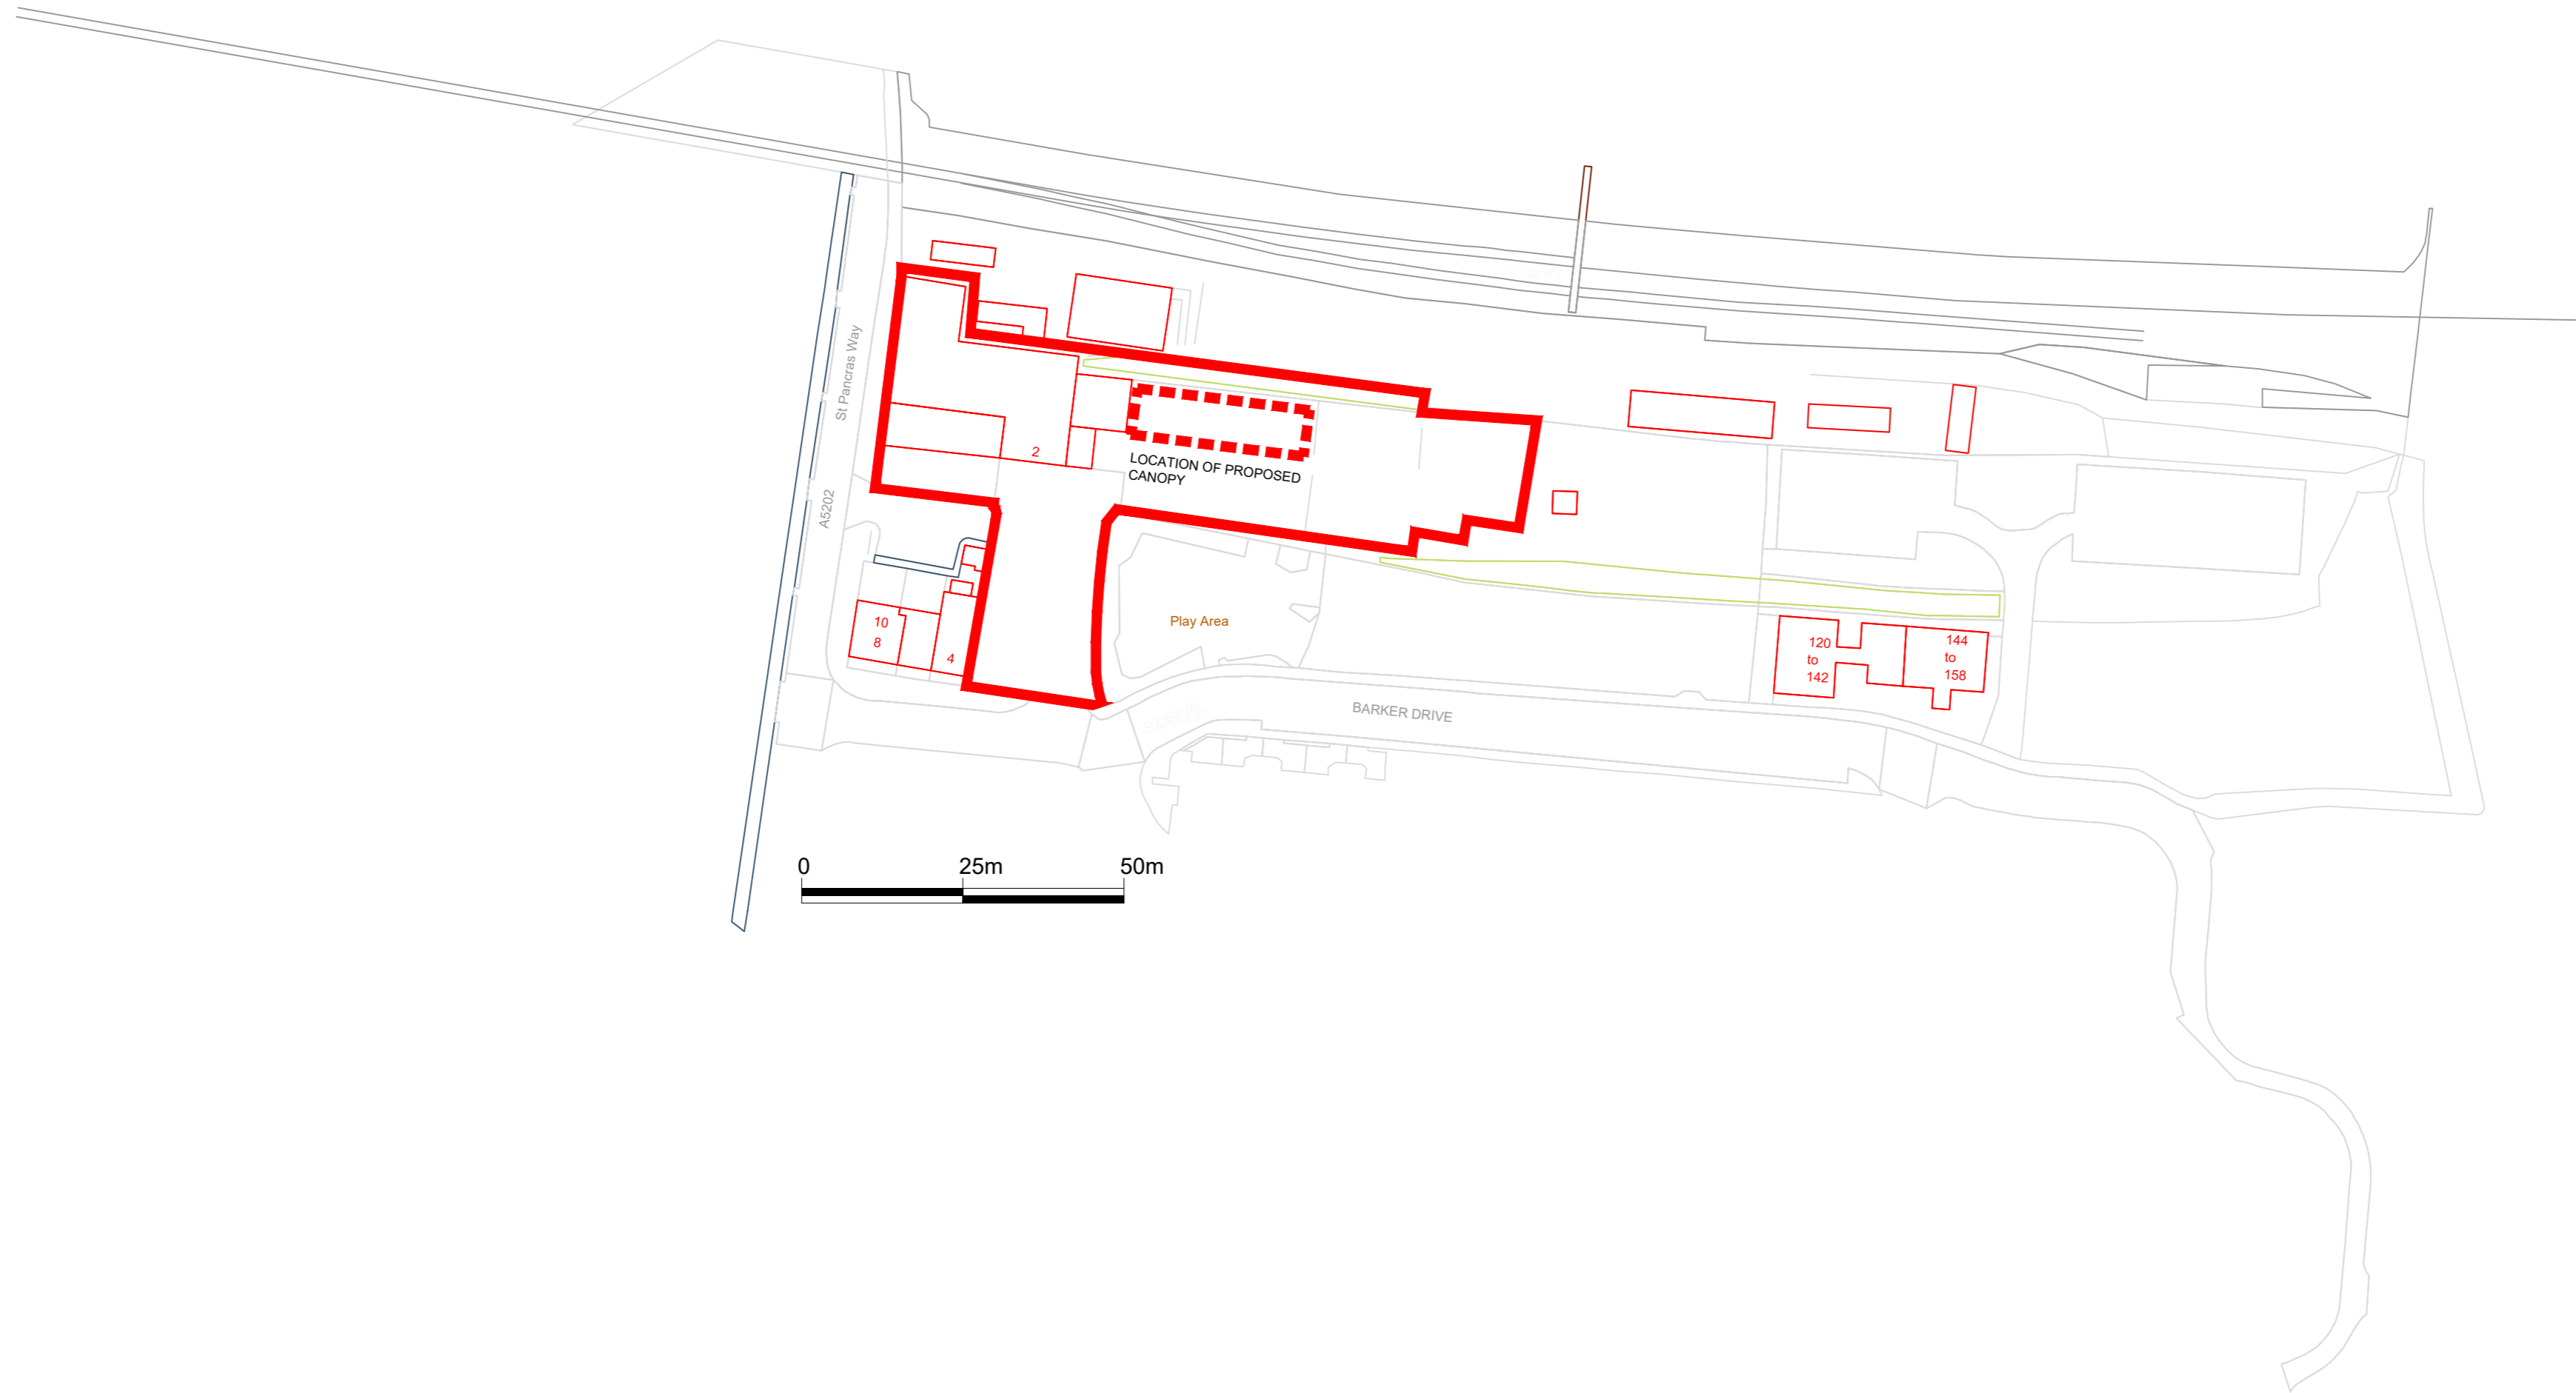 St Pancras Way
A5202
2
LOCATION OF PROPOSED
CANOPY
10
8
4
Play Area
120
to
142
144
to
158
BARKER DRIVE
0 25m 50m